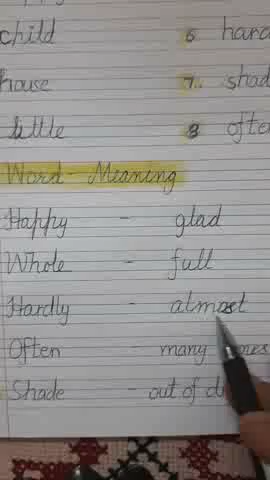 child 6 hard
house 7. shad
little 8 ofte
Word - Meaning
Happy - glad
Whole - full
Hardly - almost
Often - many
Shade - out of